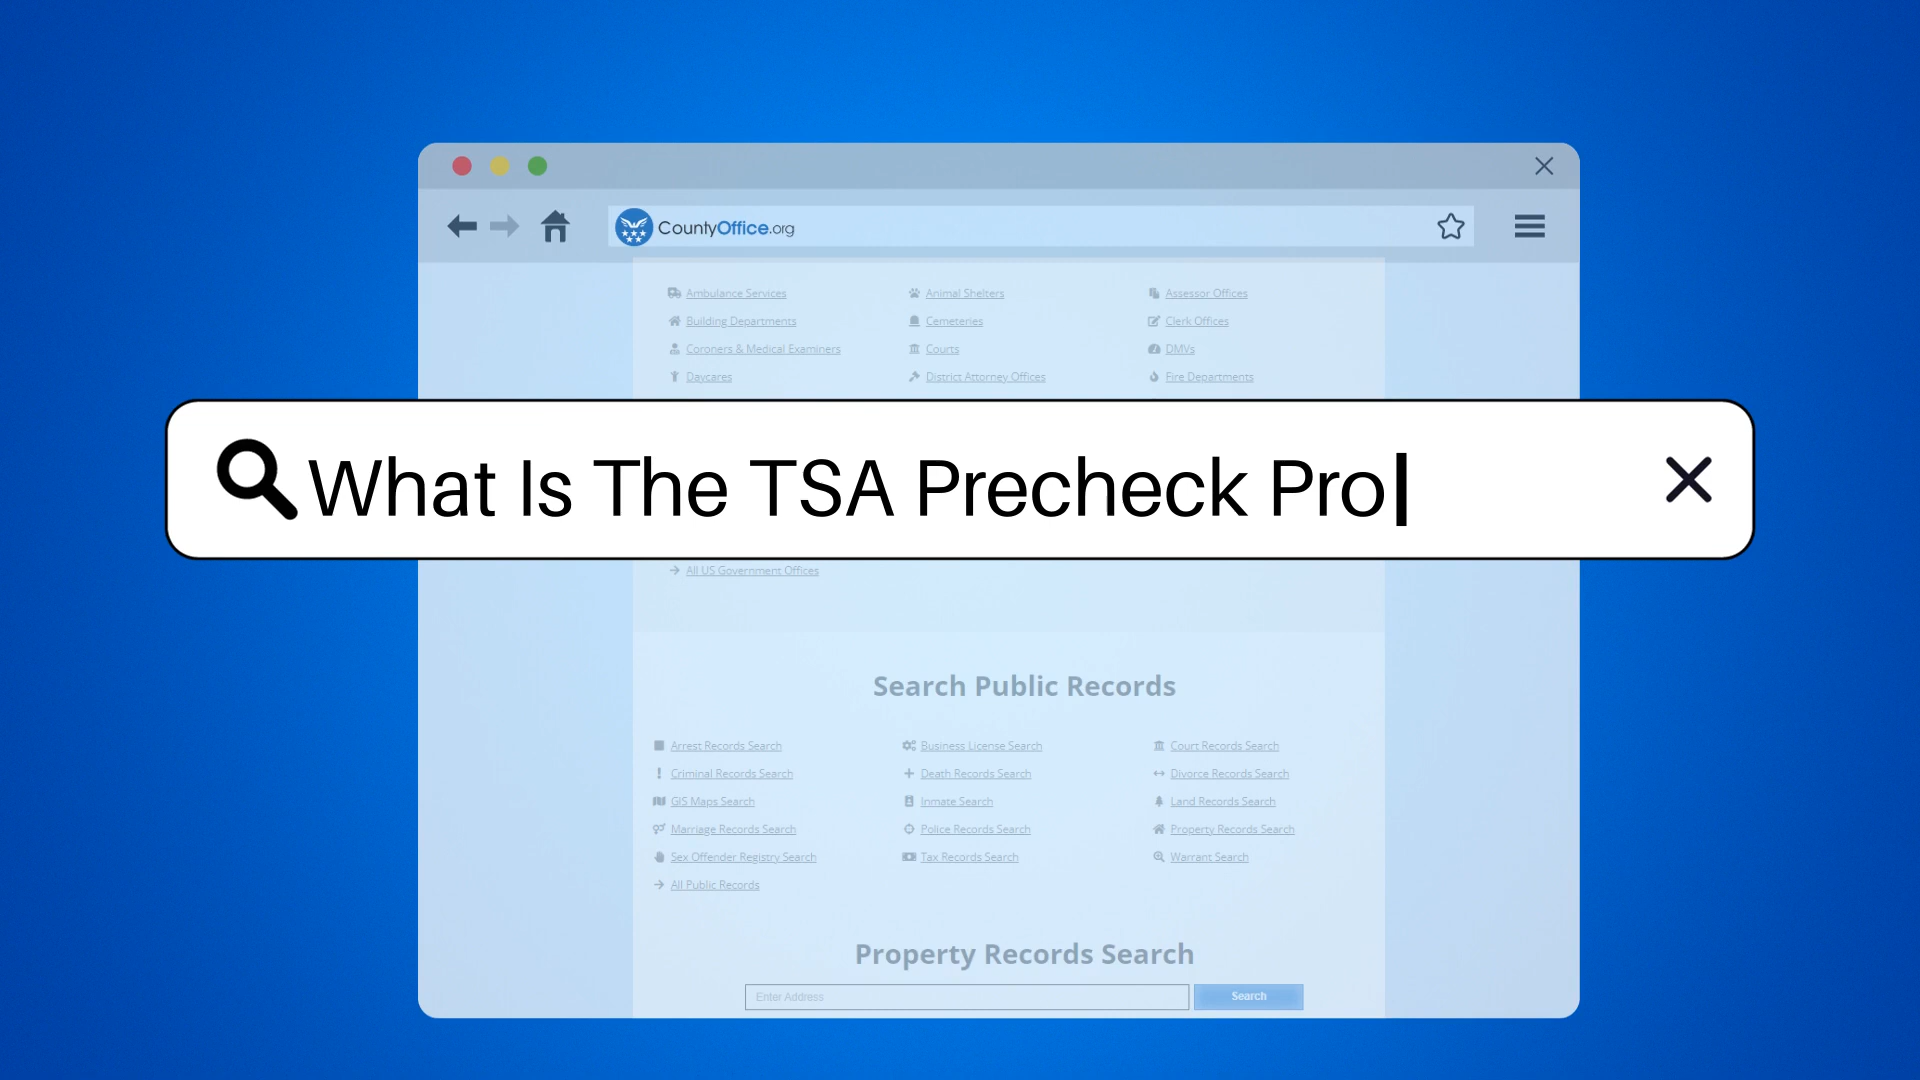 CountyOffice.org
Ambulance Services Animal Shelters Assessor Offices
Building Departments Cemeteries Clerk Offices
Coroners & Medical Examiners Courts DMVs
Daycares District Attorney Offices Fire Departments
What Is The TSA Precheck Pro
All US Government Offices
Search Public Records
Arrest Records Search Business License Search Court Records Search
Criminal Records Search Death Records Search Divorce Records Search
GIS Maps Search Inmate Search Land Records Search
Marriage Records Search Police Records Search Property Records Search
Sex Offender Registry Search Tax Records Search Warrant Search
All Public Records
Property Records Search
Enter Address Search